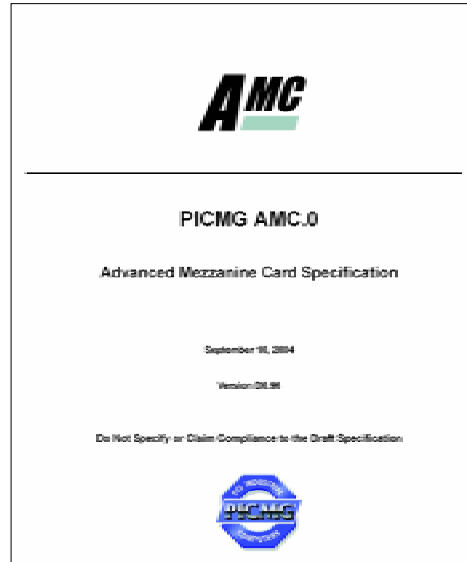 AMC
PICMG AMC.0
Advanced Mezzanine Card Specification
September 2004
Version
Do Not Specify or Claim Compliance to the Draft Specification
PICMG